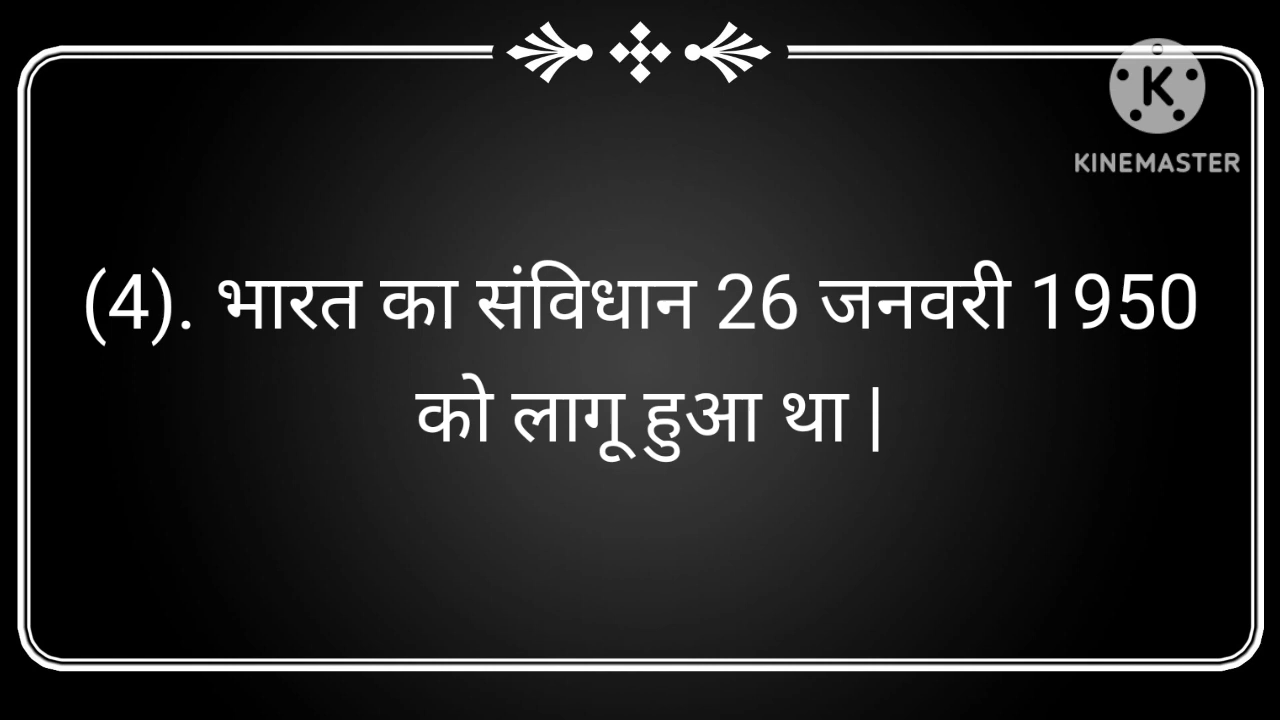 K
KINEMASTER
(4). भारत का संविधान 26 जनवरी 1950
को लागू हुआ था |